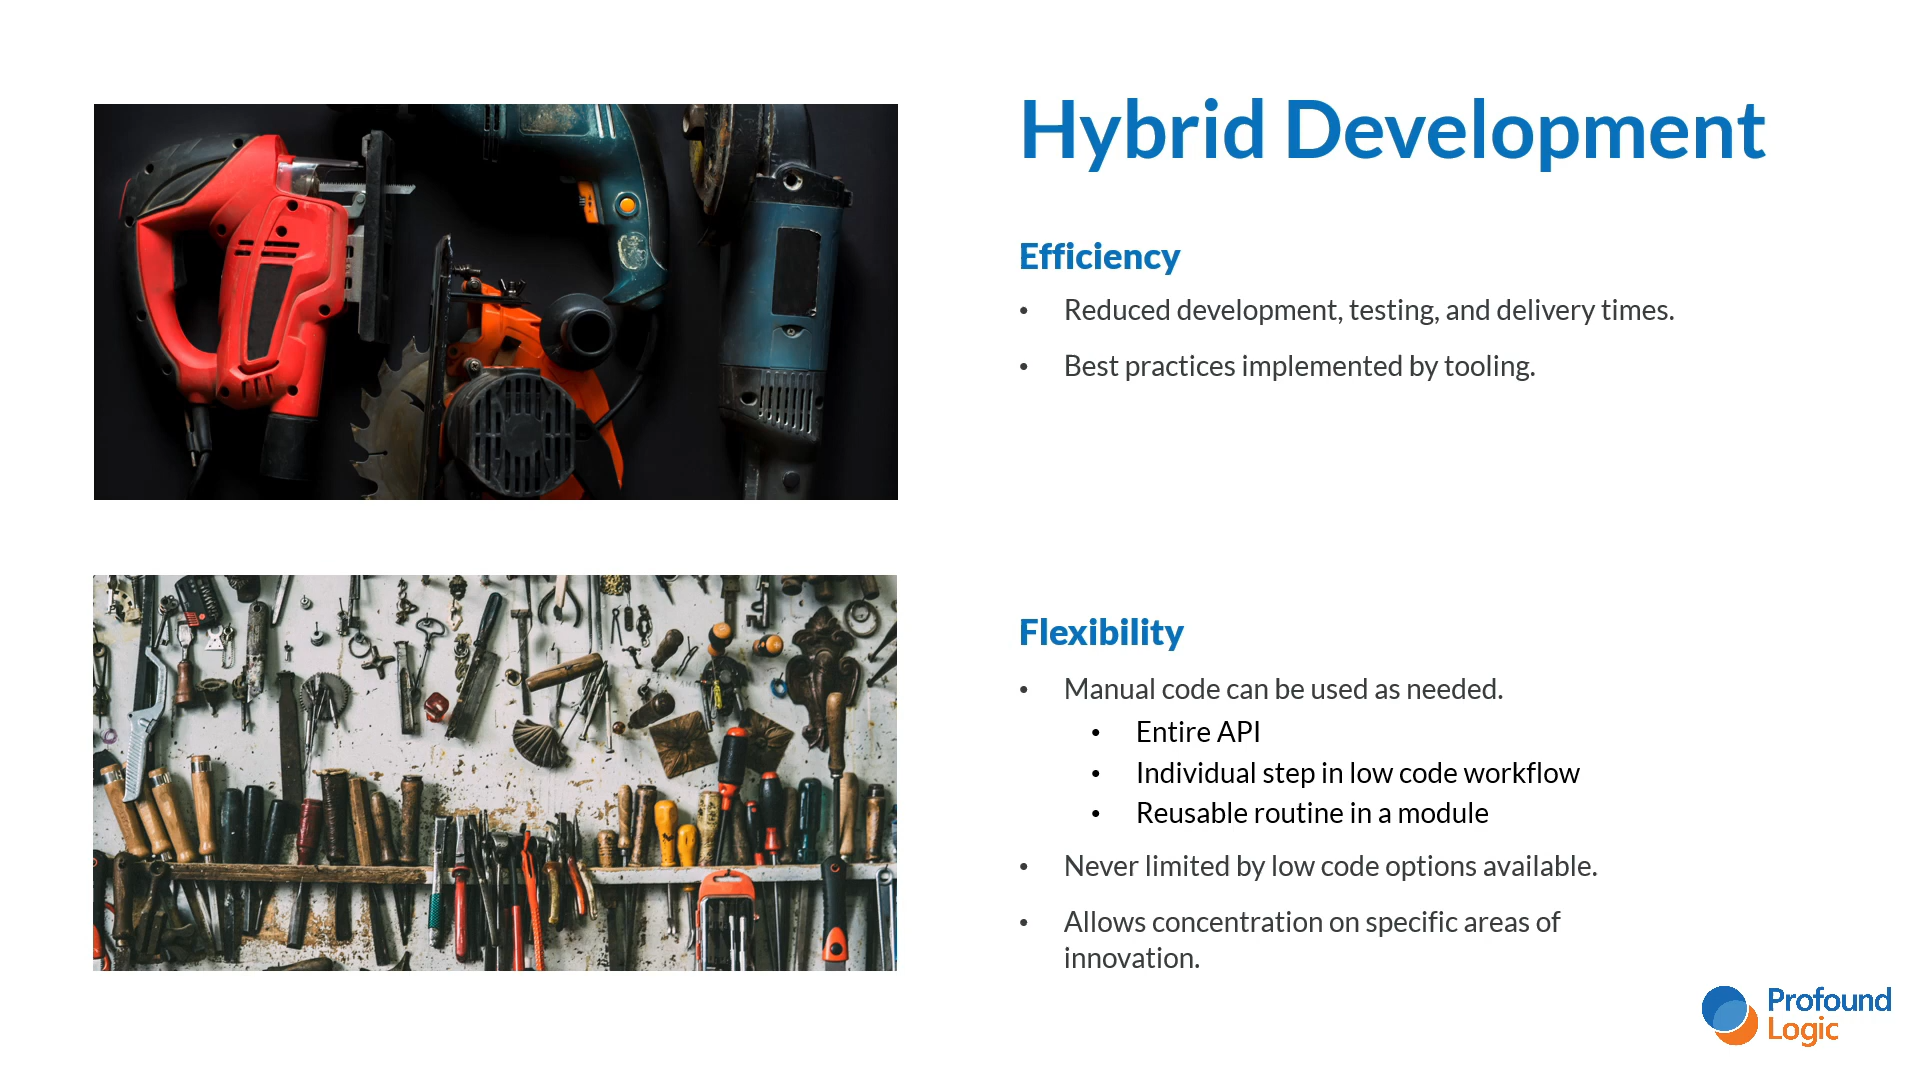 Hybrid Development
Efficiency
• Reduced development, testing, and delivery times.
• Best practices implemented by tooling.
Flexibility
• Manual code can be used as needed.
• Entire API
• Individual step in low code workflow
• Reusable routine in a module
• Never limited by low code options available.
• Allows concentration on specific areas of
innovation.
Profound
Logic